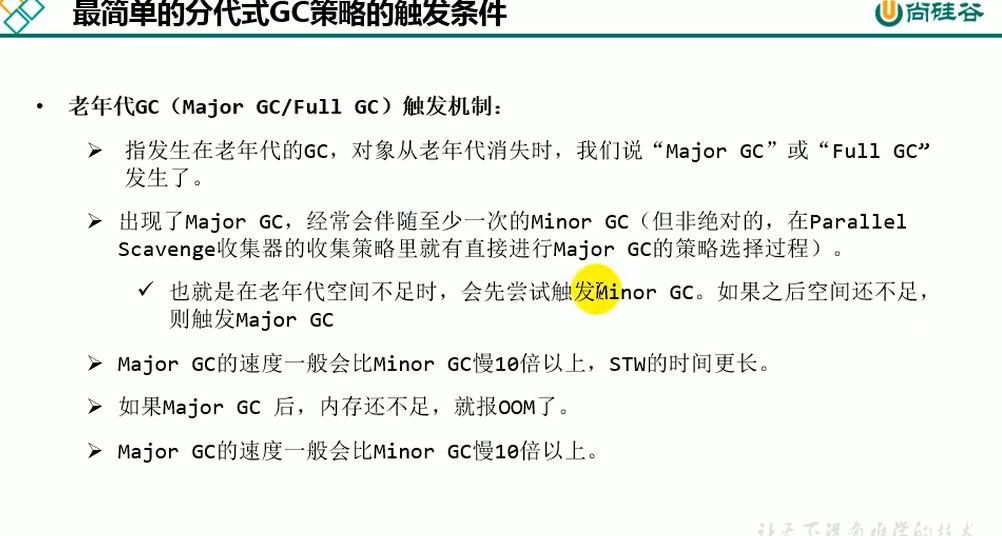 最简单的分代式GC策略的触发条件
尚硅谷
• 老年代GC（Major GC/Full GC）触发机制：
➢ 指发生在老年代的GC，对象从老年代消失时，我们说“Major GC”或“Full GC”
发生了。
➢ 出现了Major GC，经常会伴随至少一次的Minor GC（但非绝对的，在Parallel
Scavenge收集器的收集策略里就有直接进行Major GC的策略选择过程）。
✓ 也就是在老年代空间不足时，会先尝试触发Minor GC。如果之后空间还不足，
则触发Major GC
➢ Major GC的速度一般会比Minor GC慢10倍以上，STW的时间更长。
➢ 如果Major GC 后，内存还不足，就报OOM了。
➢ Major GC的速度一般会比Minor GC慢10倍以上。
让天下没有难学的技术